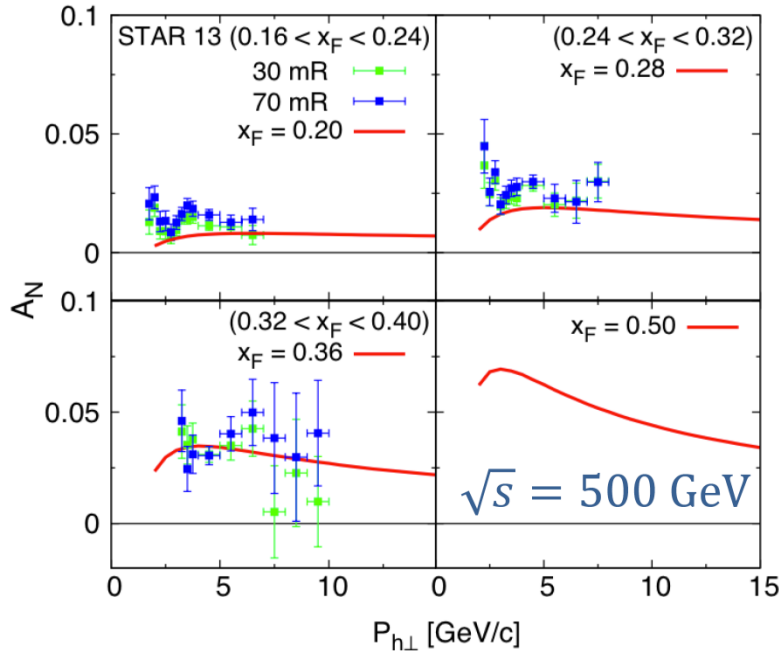 0.1
STAR 13 (0.16 < x_F < 0.24)
30 mR
70 mR
x_F = 0.20
(0.24 < x_F < 0.32)
x_F = 0.28
0.05
0
A_N
0.1
(0.32 < x_F < 0.40)
x_F = 0.36
x_F = 0.50
0.05
√s = 500 GeV
0
0 5 10 0 5 10 15
P_h⊥ [GeV/c]